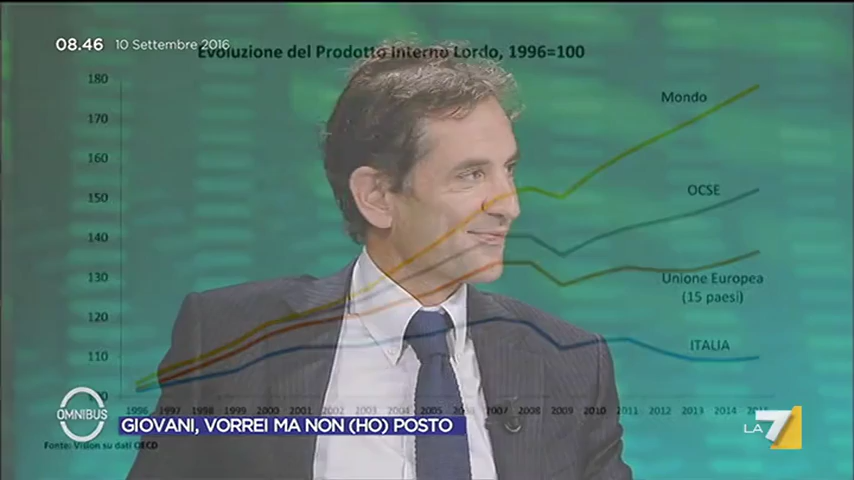 08.46 10 Settembre 2016
Evoluzione del Prodotto Interno Lordo, 1996=100
180
170
160
150
140
130
120
110
Mondo
OCSE
Unione Europea
(15 paesi)
ITALIA
1996 1997 1998 1999 2000 2001 2002 2003 2004 2005 2006 2007 2008 2009 2010 2011 2012 2013 2014 2015
OMNIBUS
GIOVANI, VORREI MA NON (HO) POSTO
Fonte: Vision su dati OECD
LA 7